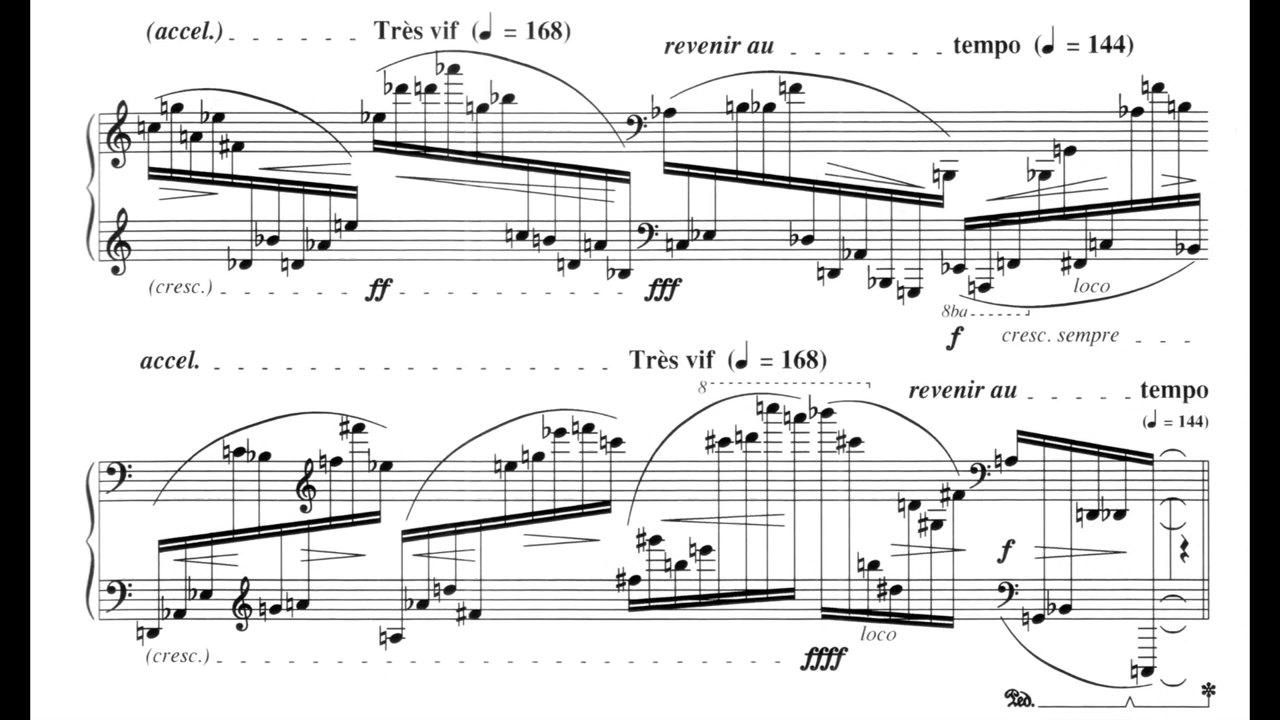 (accel.) Très vif (♩ = 168)
revenir au tempo (♩ = 144)
(cresc.) ff fff
loco
8ba
f cresc. sempre
accel. Très vif (♩ = 168)
8 revenir au tempo
(♩ = 144)
f
loco
(cresc.) ffff
Ped. *